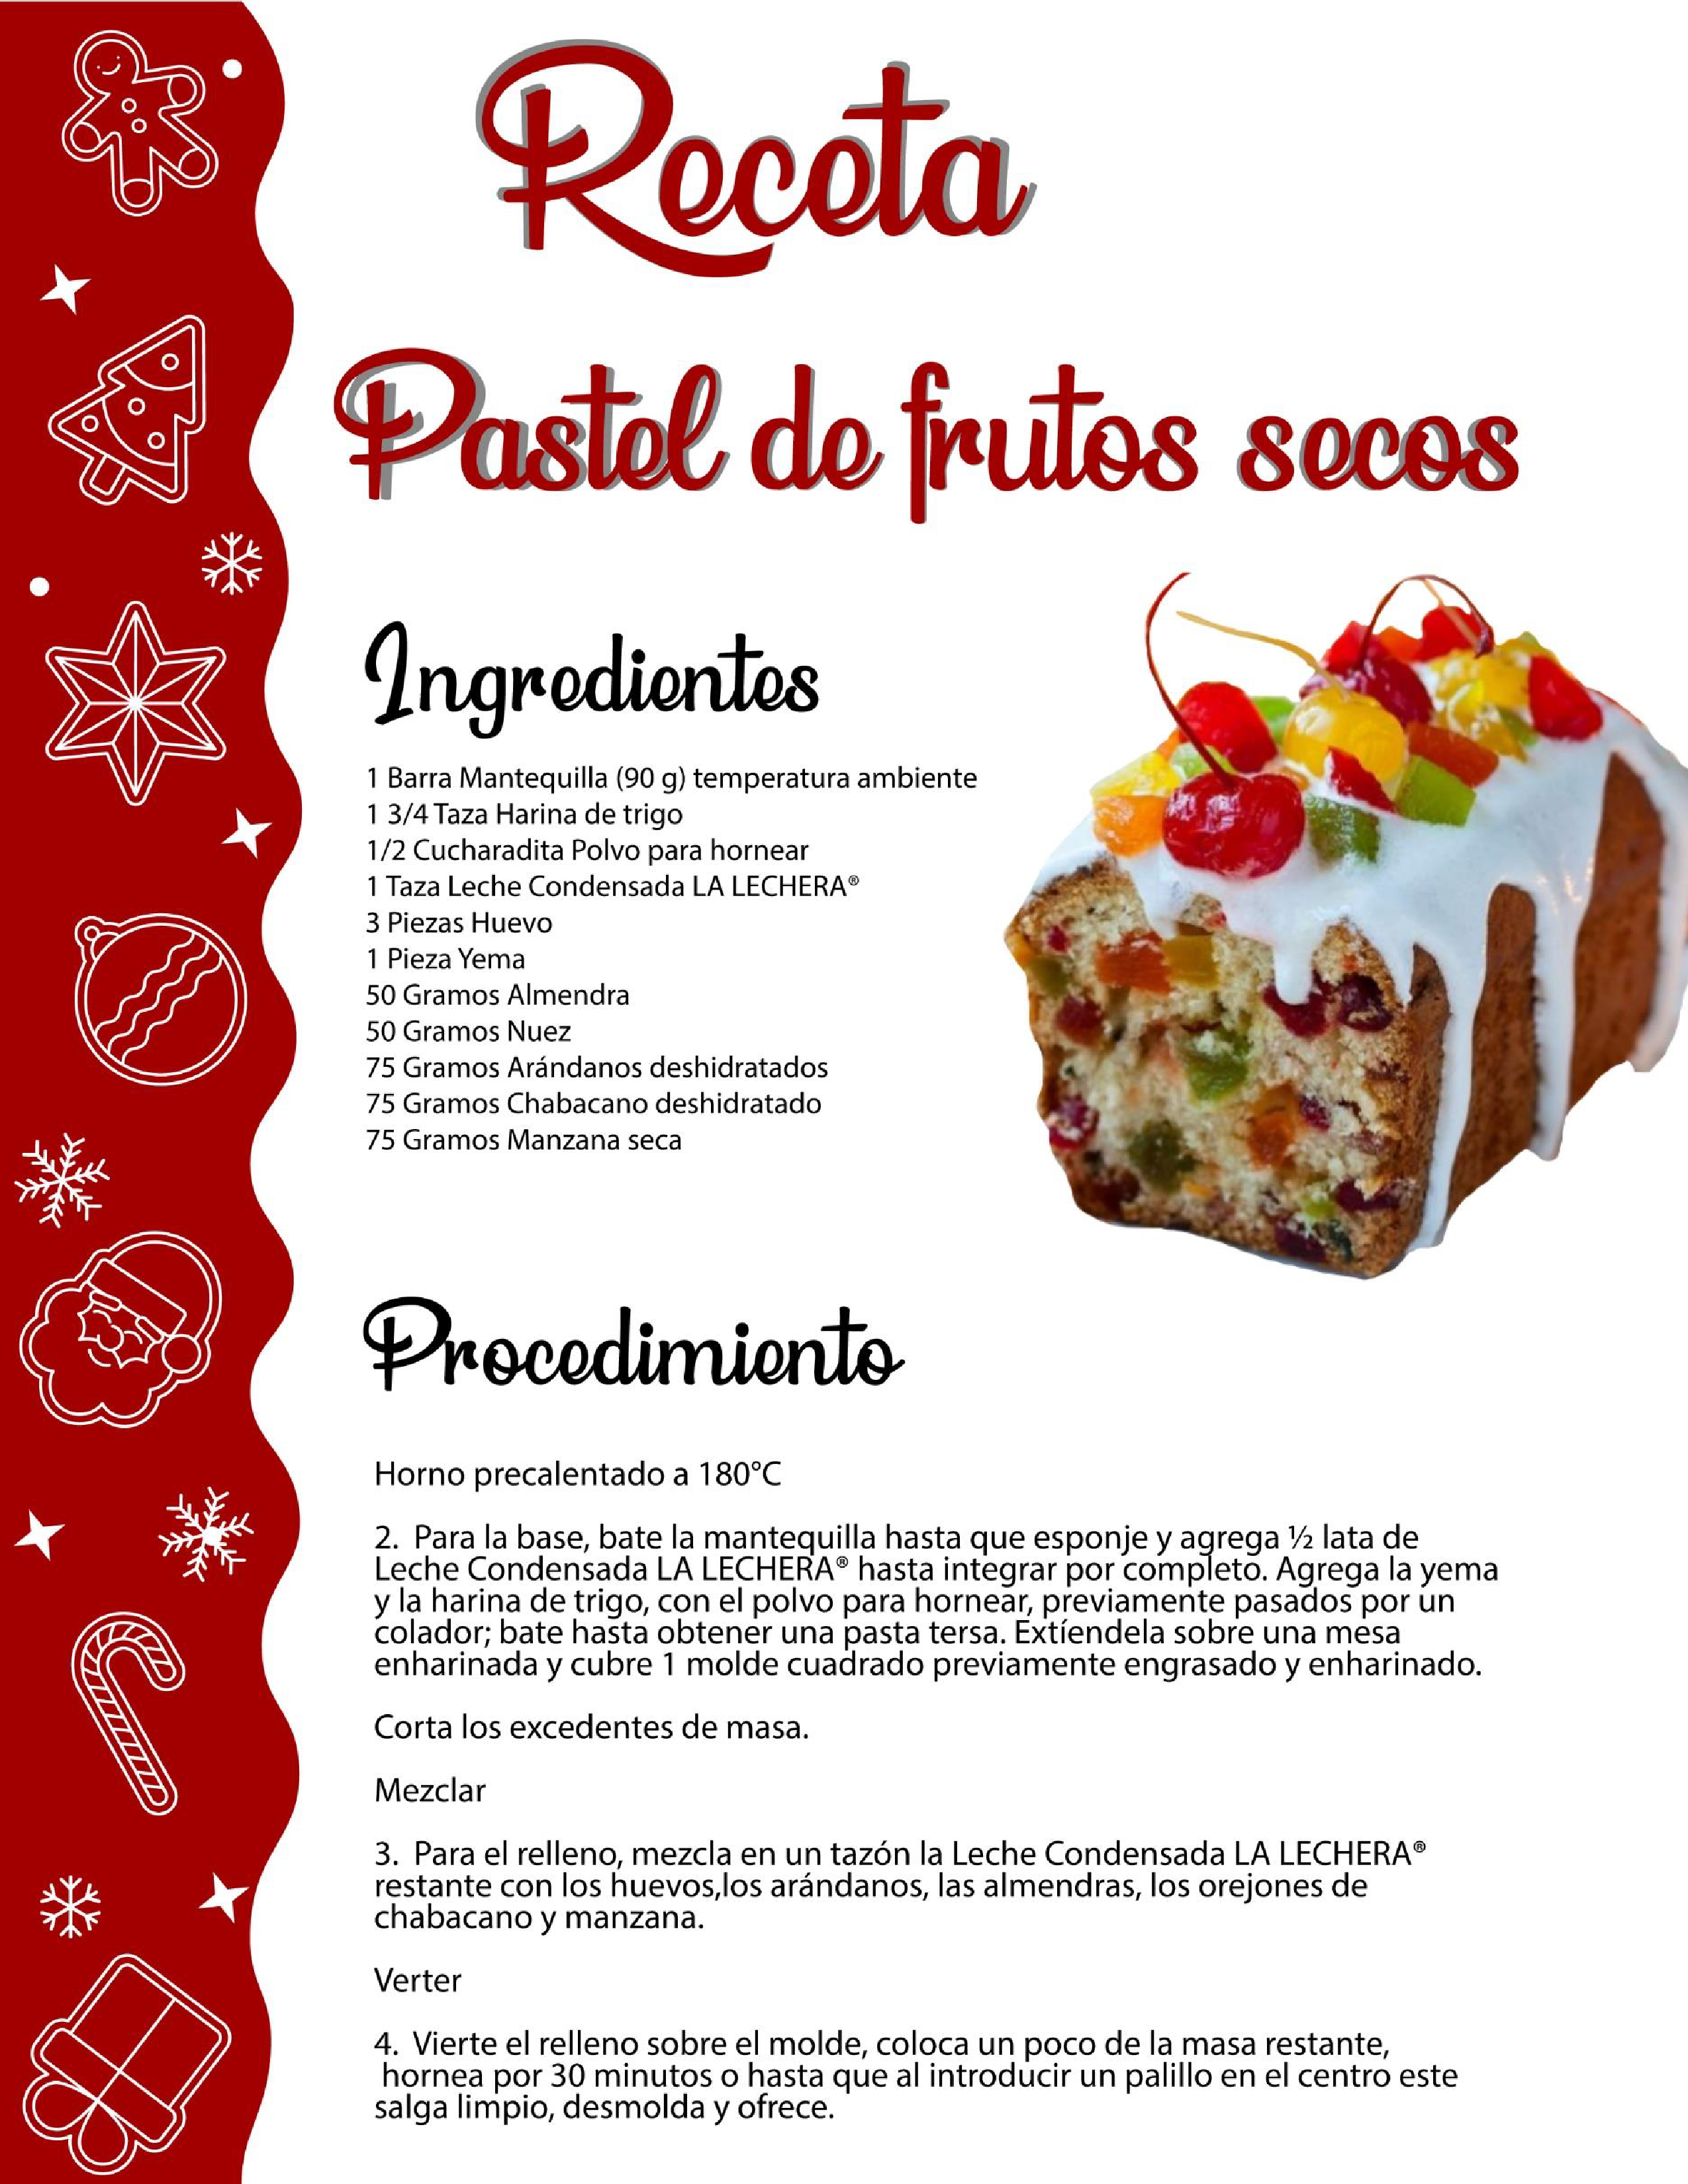 Receta
Pastel de frutos secos
Ingredientes
1 Barra Mantequilla (90 g) temperatura ambiente
1 3/4 Taza Harina de trigo
1/2 Cucharadita Polvo para hornear
1 Taza Leche Condensada LA LECHERA®
3 Piezas Huevo
1 Pieza Yema
50 Gramos Almendra
50 Gramos Nuez
75 Gramos Arándanos deshidratados
75 Gramos Chabacano deshidratado
75 Gramos Manzana seca
Procedimiento
Horno precalentado a 180°C
2. Para la base, bate la mantequilla hasta que esponje y agrega ½ lata de
Leche Condensada LA LECHERA® hasta integrar por completo. Agrega la yema
y la harina de trigo, con el polvo para hornear, previamente pasados por un
colador; bate hasta obtener una pasta tersa. Extíendela sobre una mesa
enharinada y cubre 1 molde cuadrado previamente engrasado y enharinado.
Corta los excedentes de masa.
Mezclar
3. Para el relleno, mezcla en un tazón la Leche Condensada LA LECHERA®
restante con los huevos,los arándanos, las almendras, los orejones de
chabacano y manzana.
Verter
4. Vierte el relleno sobre el molde, coloca un poco de la masa restante,
hornea por 30 minutos o hasta que al introducir un palillo en el centro este
salga limpio, desmolda y ofrece.